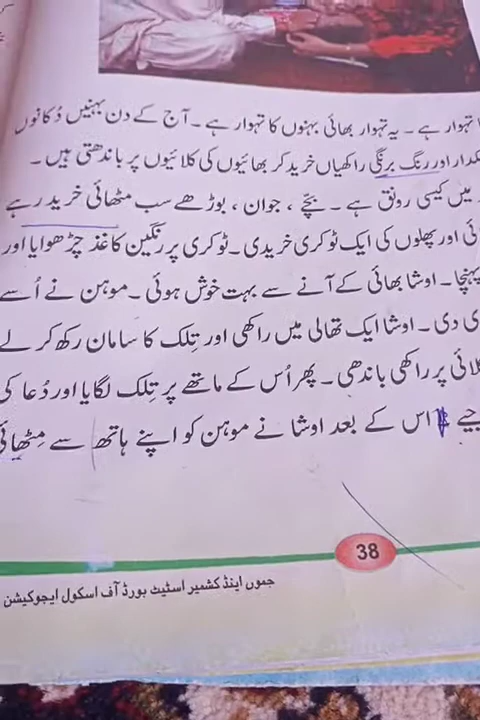 تہوار ہے ۔ یہ تہوار بھائی بہنوں کا تہوار ہے ۔ آج کے دن بہنیں دُکانوں
اور رنگ برنگی راکھیاں خرید کر بھائیوں کی کلائیوں پر باندھتی ہیں ۔
میں کیسی رونق ہے ۔ بچّے ، جوان ، بوڑھے سب مٹھائی خرید رہے
اور پھلوں کی ایک ٹوکری خریدی ۔ ٹوکری پر رنگین کاغذ چڑھوایا اور
پہنچا ۔ اوشا بھائی کے آنے سے بہت خوش ہوئی ۔ موہن نے اُسے
دی ۔ اوشا ایک تھالی میں راکھی اور تِلک کا سامان رکھ کر لے
پر راکھی باندھی ۔ پھر اُس کے ماتھے پر تِلک لگایا اور دُعا کی
اس کے بعد اوشا نے موہن کو اپنے ہاتھ سے مِٹھائی
38
جموں اینڈ کشمیر اسٹیٹ بورڈ آف اسکول ایجوکیشن